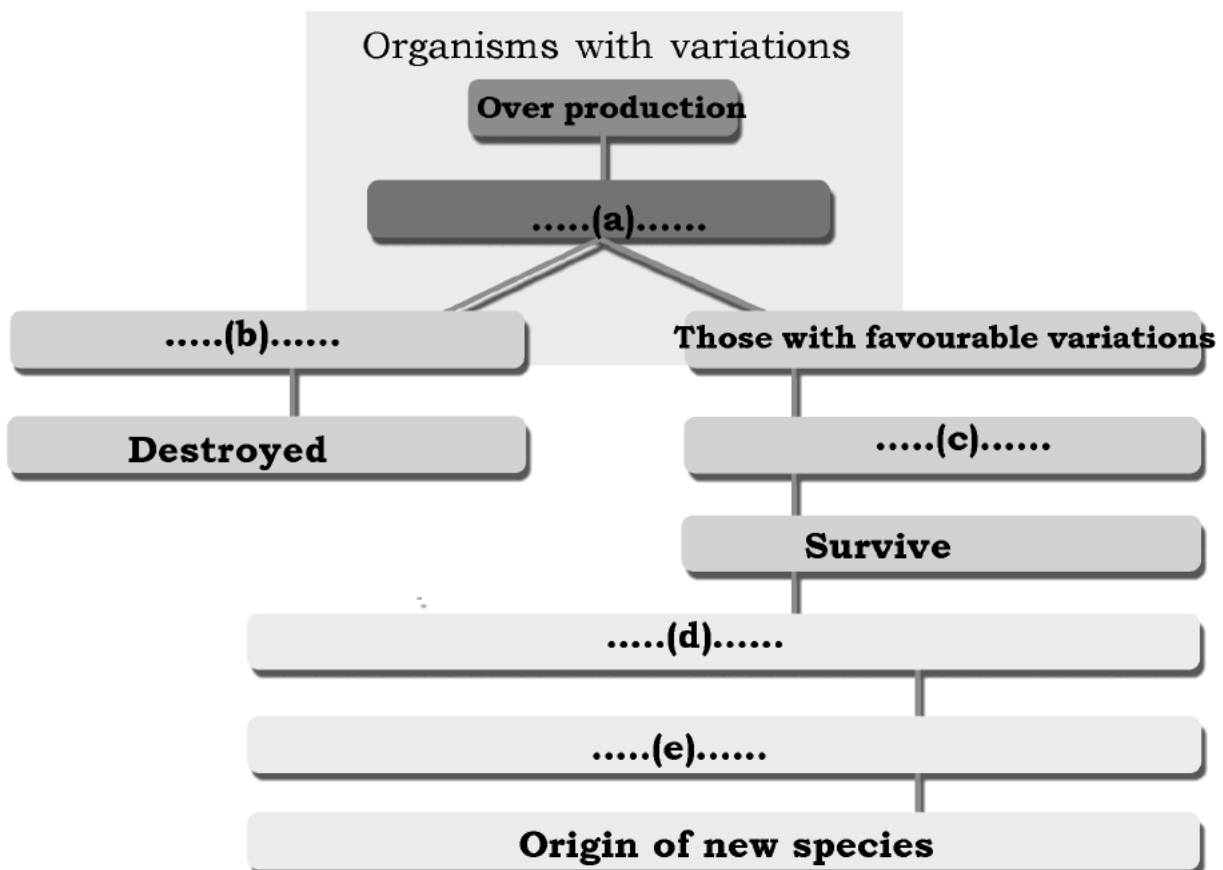 Organisms with variations
Over production
.....(a)......
.....(b)......
Those with favourable variations
Destroyed
.....(c)......
Survive
.....(d)......
.....(e)......
Origin of new species